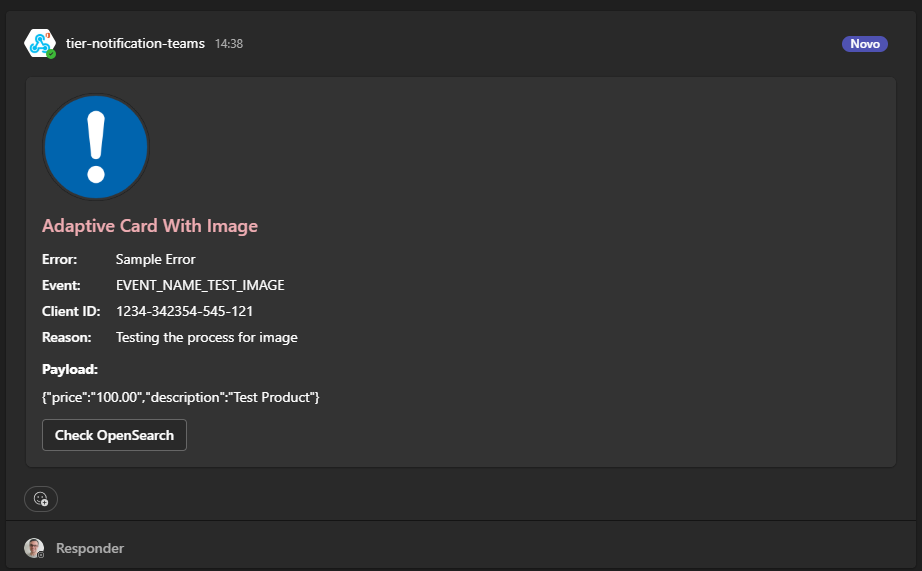 tier-notification-teams 14:38 Novo
Adaptive Card With Image
Error: Sample Error
Event: EVENT_NAME_TEST_IMAGE
Client ID: 1234-342354-545-121
Reason: Testing the process for image
Payload:
{"price":"100.00","description":"Test Product"}
Check OpenSearch
Responder